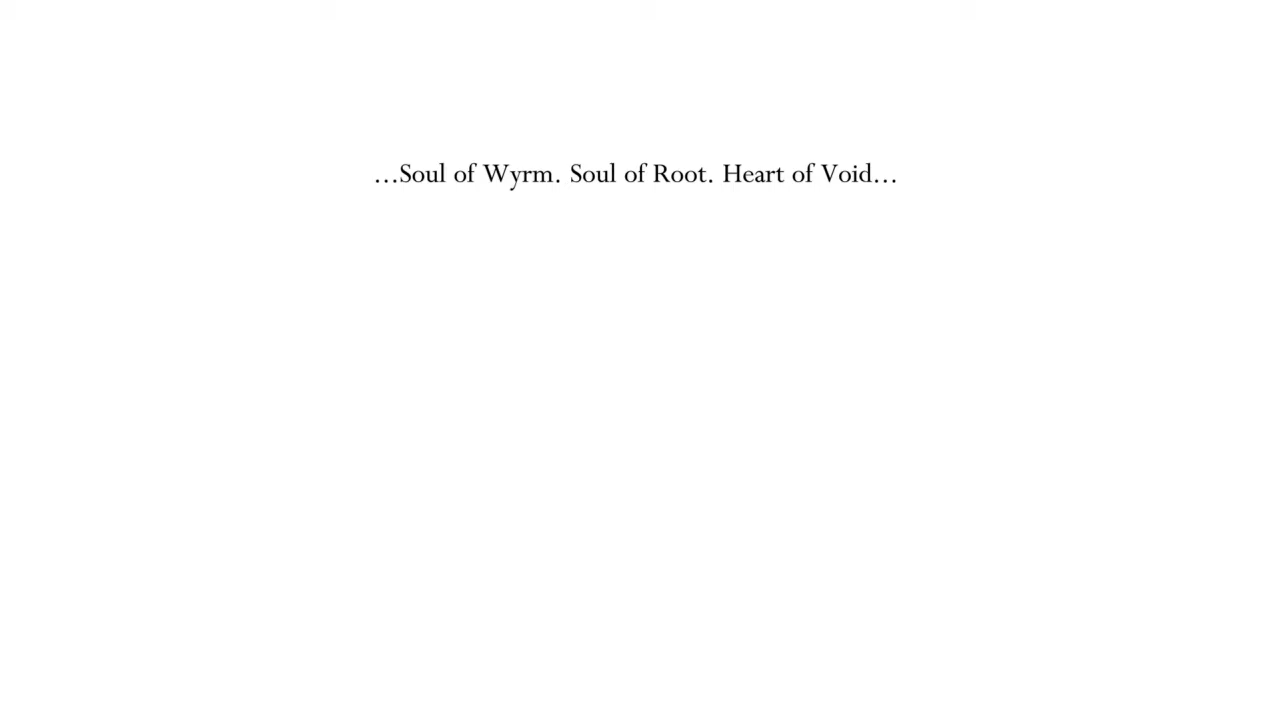 …Soul of Wyrm. Soul of Root. Heart of Void…